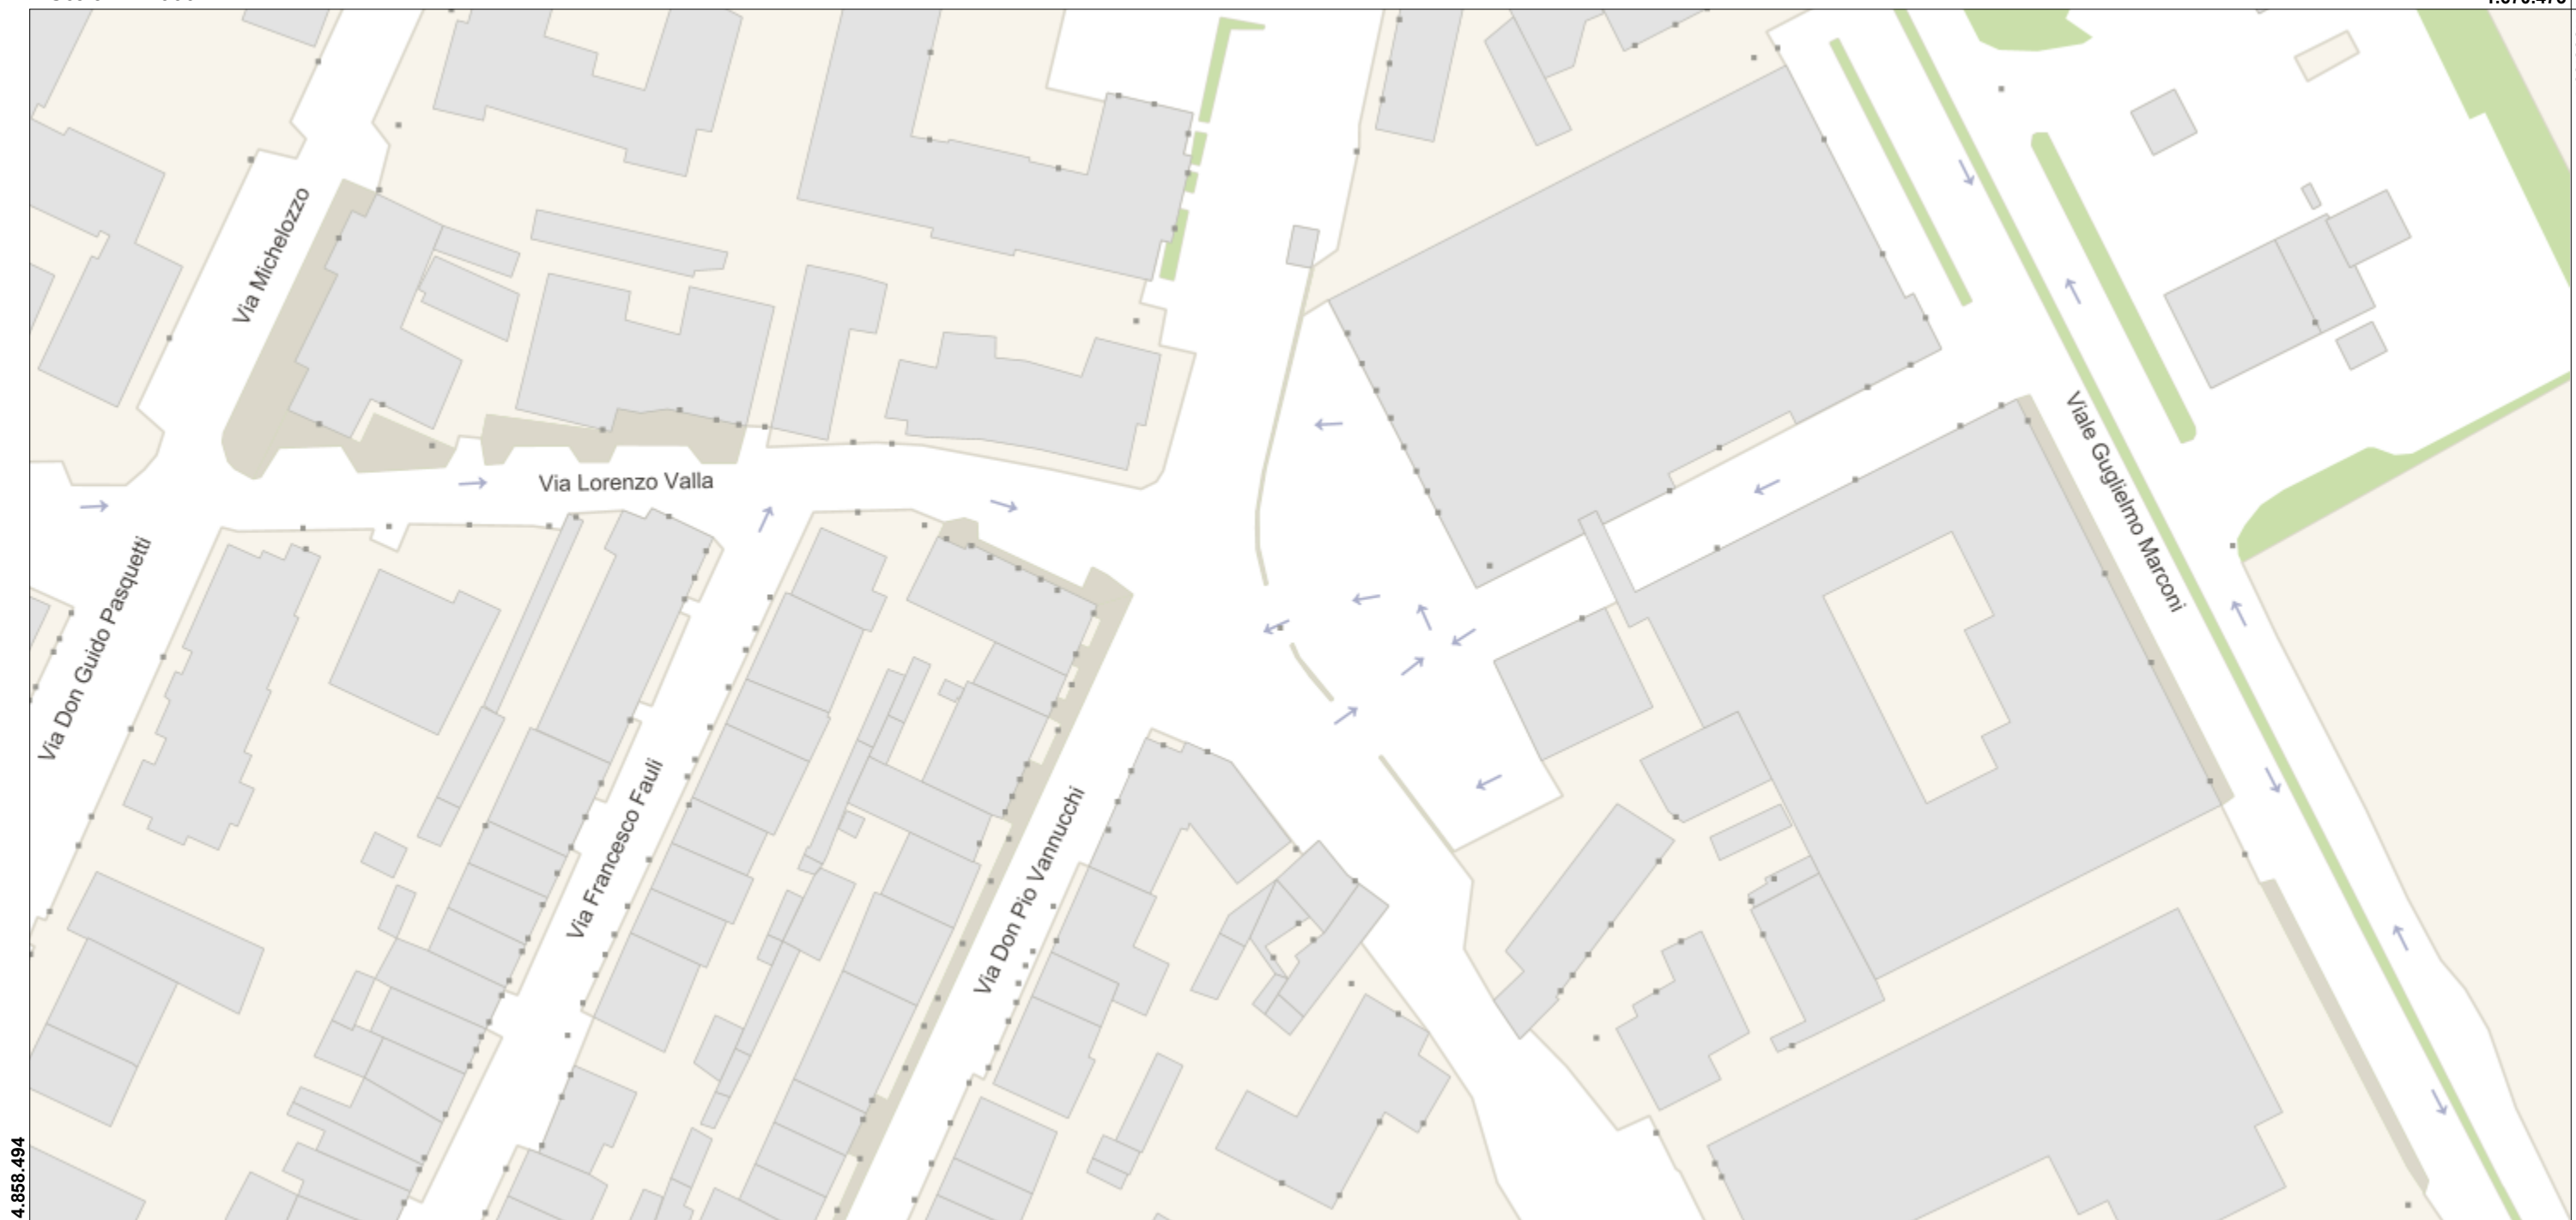 Via Michelozzo
Via Lorenzo Valla
Via Don Guido Pasquetti
Via Francesco Fauli
Via Don Pio Vannucchi
Viale Guglielmo Marconi
4.858.494